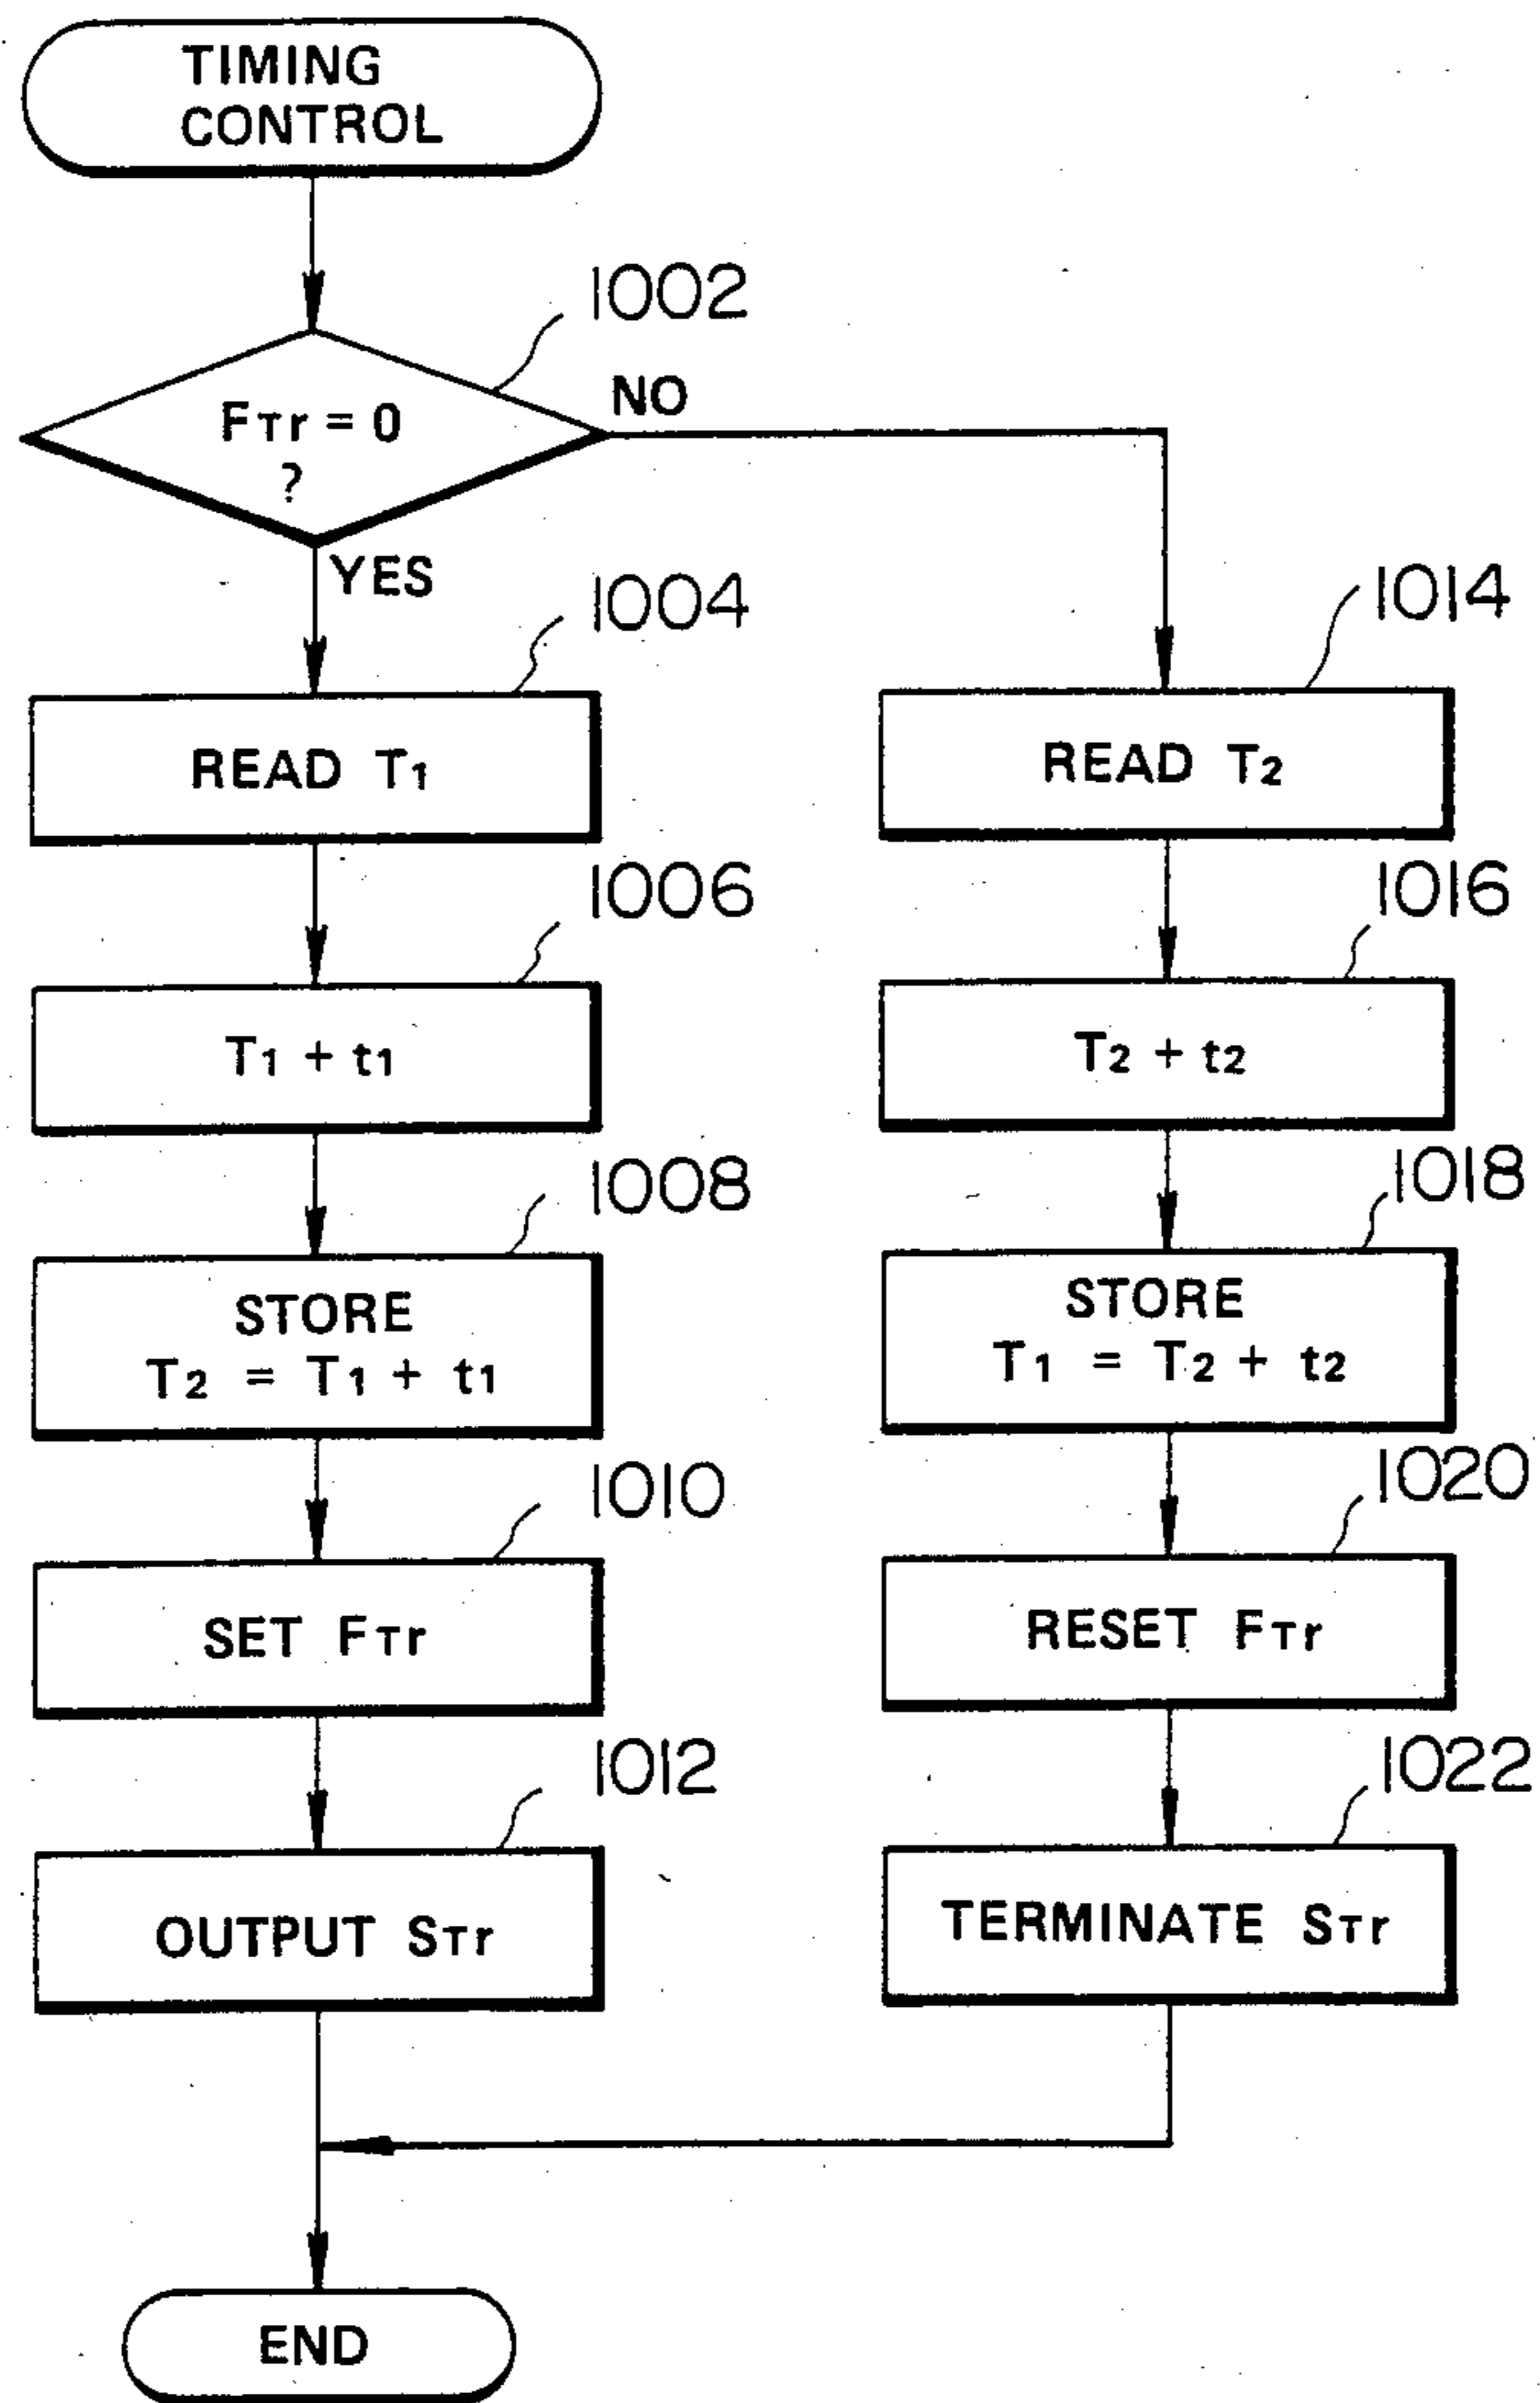 TIMING
CONTROL
1002
FTr = 0
?
NO
YES
1004
READ T1
1006
T1 + t1
1008
STORE
T2 = T1 + t1
1010
SET FTr
1012
OUTPUT STr
1014
READ T2
1016
T2 + t2
1018
STORE
T1 = T2 + t2
1020
RESET FTr
1022
TERMINATE STr
END